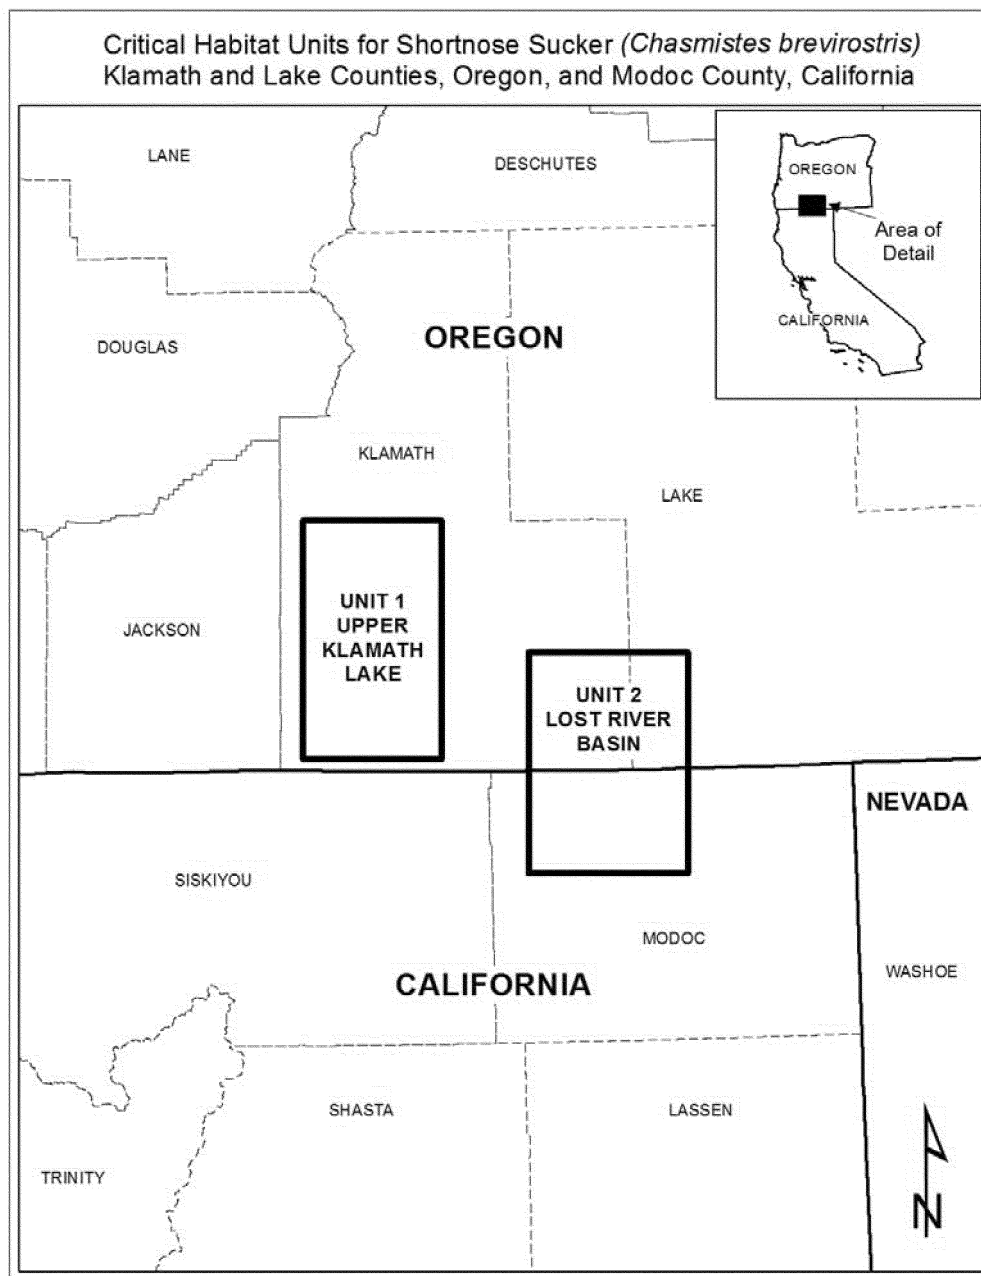 Critical Habitat Units for Shortnose Sucker (Chasmistes brevirostris)
Klamath and Lake Counties, Oregon, and Modoc County, California
LANE
DESCHUTES
OREGON
Area of
Detail
CALIFORNIA
DOUGLAS
OREGON
KLAMATH
LAKE
JACKSON
UNIT 1
UPPER
KLAMATH
LAKE
UNIT 2
LOST RIVER
BASIN
NEVADA
SISKIYOU
MODOC
WASHOE
CALIFORNIA
SHASTA
LASSEN
TRINITY
N